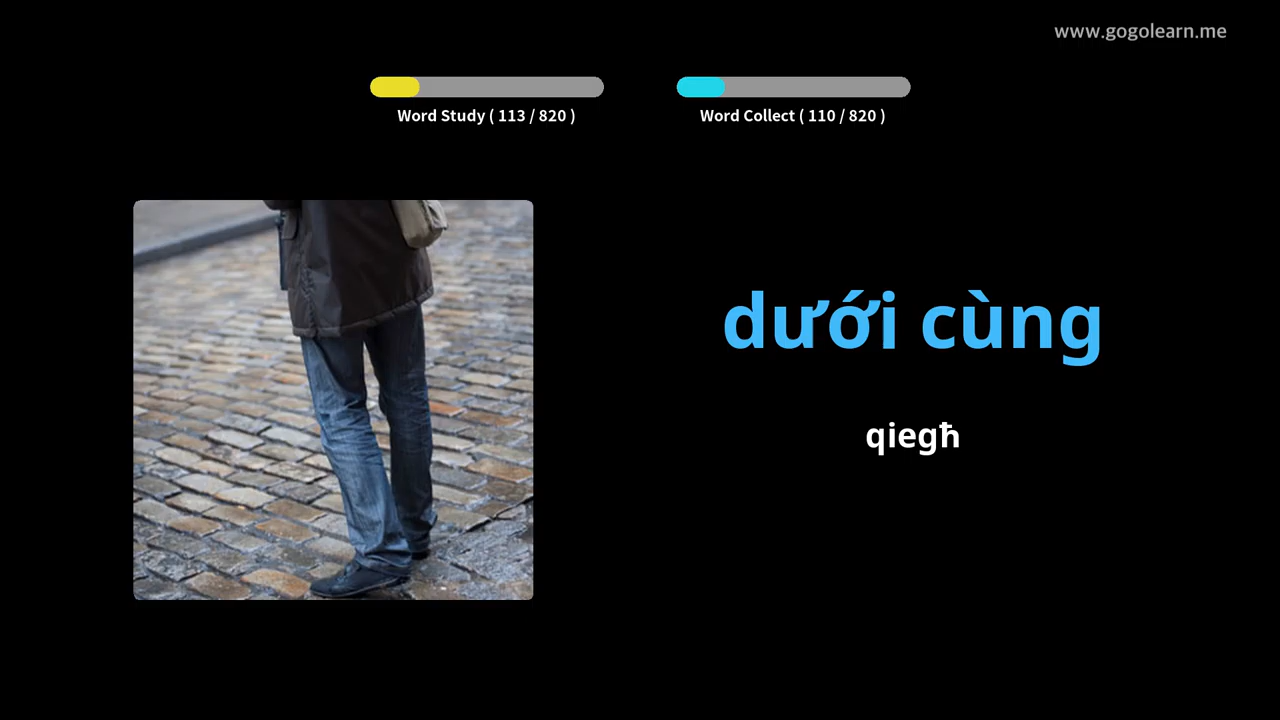 www.gogolearn.me
Word Study ( 113 / 820 )
Word Collect ( 110 / 820 )
dưới cùng
qiegħ